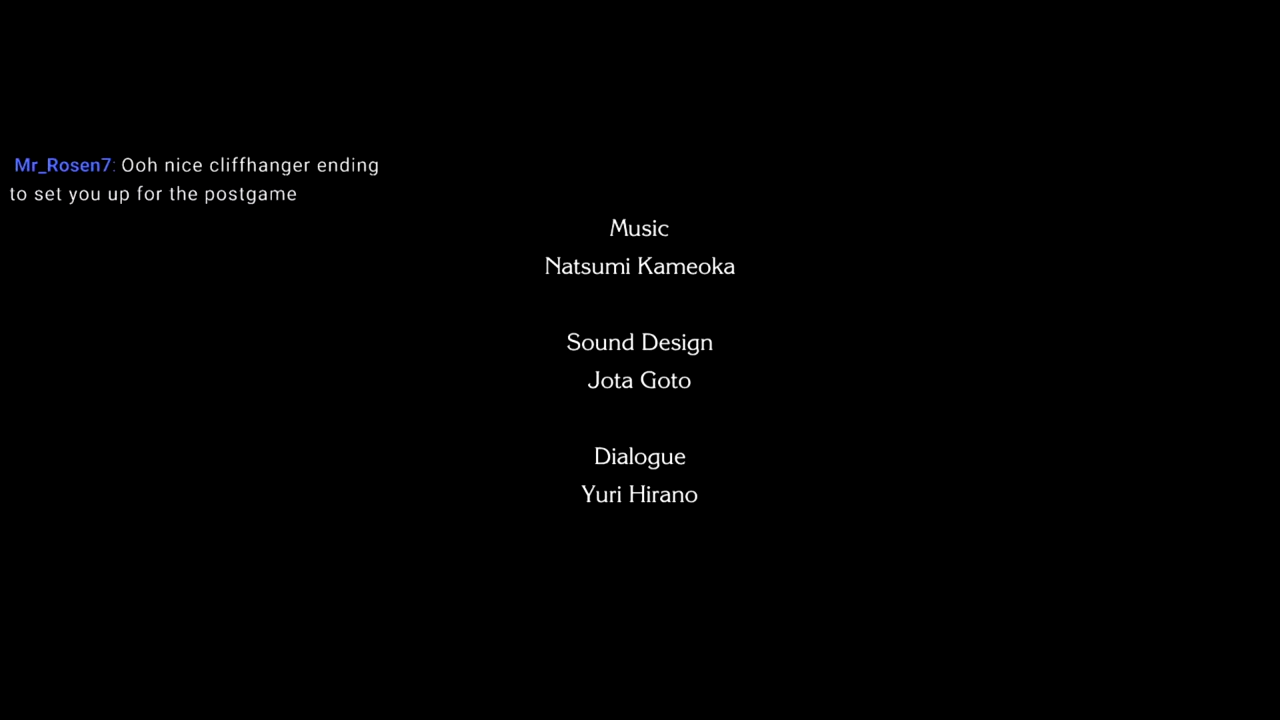 Mr_Rosen7: Ooh nice cliffhanger ending
to set you up for the postgame
Music
Natsumi Kameoka
Sound Design
Jota Goto
Dialogue
Yuri Hirano